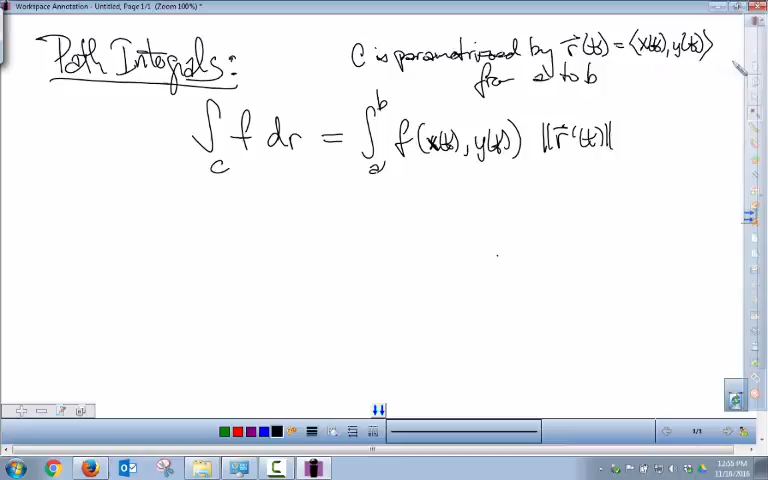 Workspace Annotation - Untitled, Page 1/1 (Zoom 100%) *
Path Integrals:
C is parametrized by r⃗(t) = ⟨x(t), y(t)⟩
from a to b
∫_C f dr = ∫_a^b f(x(t), y(t)) ‖r⃗'(t)‖
1/1
12:55 PM
11/16/2016